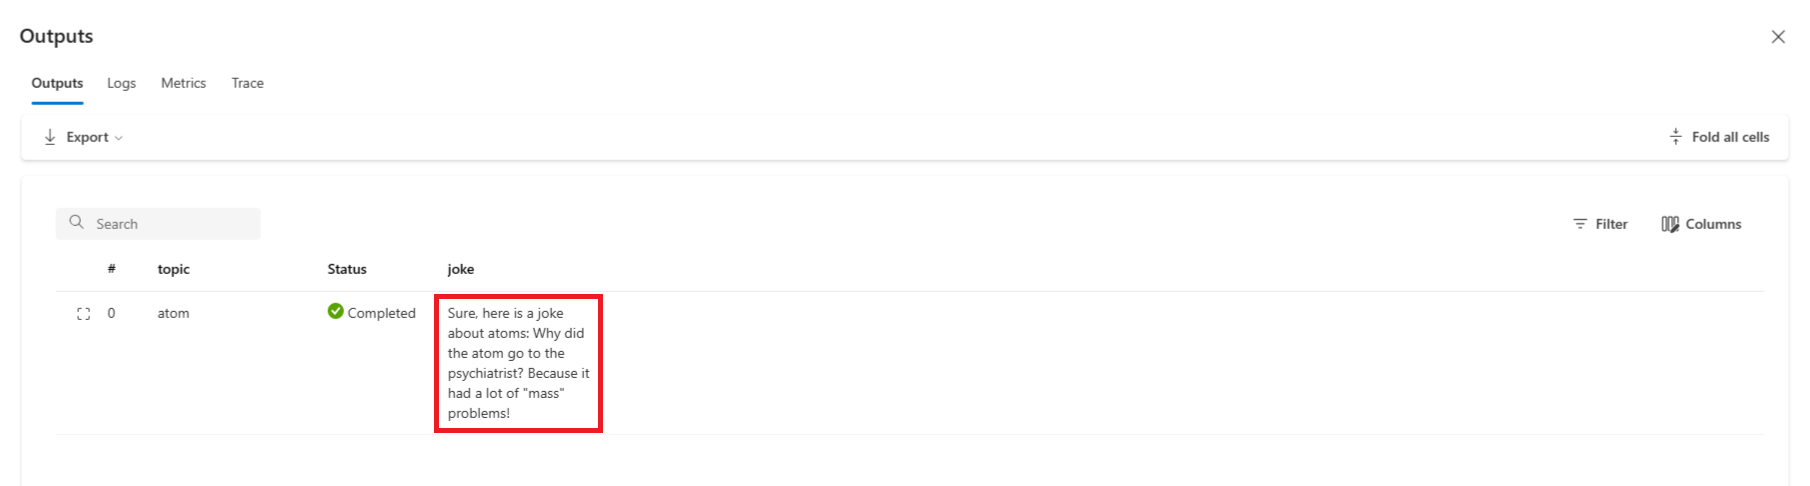 Outputs
Outputs Logs Metrics Trace
Export Fold all cells
Search Filter Columns
# topic Status joke
0 atom Completed Sure, here is a joke
about atoms: Why did
the atom go to the
psychiatrist? Because it
had a lot of "mass"
problems!